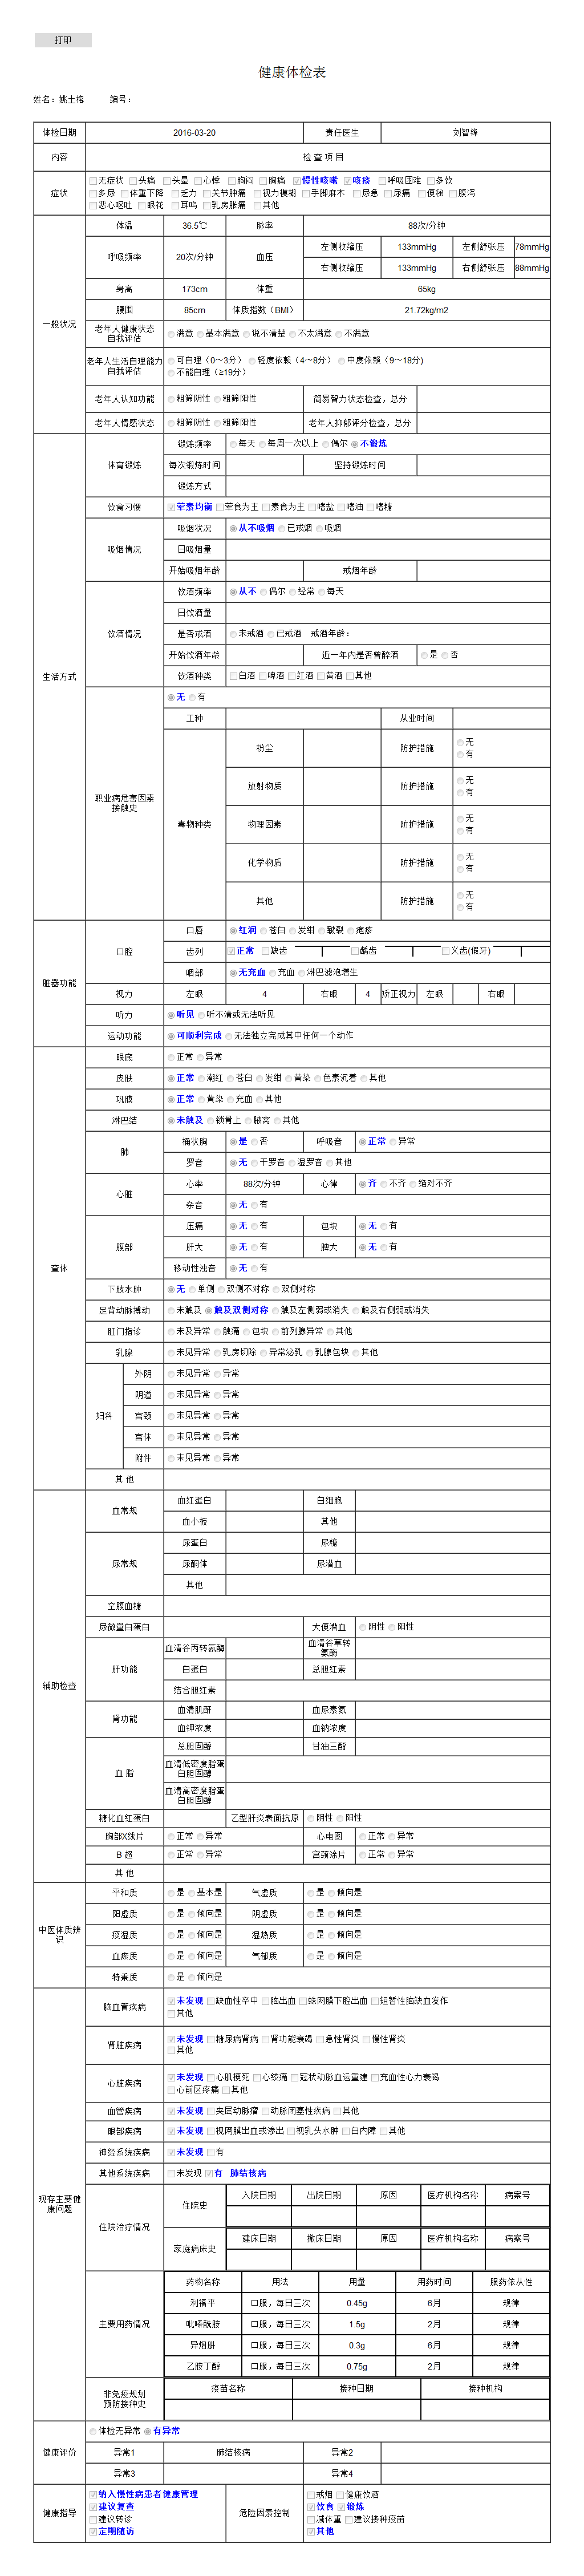 打印
健康体检表
姓名：姚土榕 编号：
体检日期 2016-03-20 责任医生 刘智锋
内容 检 查 项 目
症状 无症状 头痛 头晕 心悸 胸闷 胸痛 慢性咳嗽 咳痰 呼吸困难 多饮
多尿 体重下降 乏力 关节肿痛 视力模糊 手脚麻木 尿急 尿痛 便秘 腹泻
恶心呕吐 眼花 耳鸣 乳房胀痛 其他
一般状况
体温 36.5℃ 脉率 88次/分钟
呼吸频率 20次/分钟 血压 左侧收缩压 133mmHg 左侧舒张压 78mmHg
右侧收缩压 133mmHg 右侧舒张压 88mmHg
身高 173cm 体重 65kg
腰围 85cm 体质指数（BMI） 21.72kg/m2
老年人健康状态
自我评估 满意 基本满意 说不清楚 不太满意 不满意
老年人生活自理能力
自我评估 可自理（0～3分） 轻度依赖（4～8分） 中度依赖（9～18分)
不能自理（≥19分）
老年人认知功能 粗筛阴性 粗筛阳性 简易智力状态检查，总分
老年人情感状态 粗筛阴性 粗筛阳性 老年人抑郁评分检查，总分
生活方式
体育锻炼 锻炼频率 每天 每周一次以上 偶尔 不锻炼
每次锻炼时间 坚持锻炼时间
锻炼方式
饮食习惯 荤素均衡 荤食为主 素食为主 嗜盐 嗜油 嗜糖
吸烟情况 吸烟状况 从不吸烟 已戒烟 吸烟
日吸烟量
开始吸烟年龄 戒烟年龄
饮酒情况 饮酒频率 从不 偶尔 经常 每天
日饮酒量
是否戒酒 未戒酒 已戒酒 戒酒年龄：
开始饮酒年龄 近一年内是否曾醉酒 是 否
饮酒种类 白酒 啤酒 红酒 黄酒 其他
职业病危害因素
接触史 无 有
工种 从业时间
毒物种类
粉尘 防护措施 无
有
放射物质 防护措施 无
有
物理因素 防护措施 无
有
化学物质 防护措施 无
有
其他 防护措施 无
有
脏器功能
口腔 口唇 红润 苍白 发绀 皲裂 疱疹
齿列 正常 缺齿 龋齿 义齿(假牙)
咽部 无充血 充血 淋巴滤泡增生
视力 左眼 4 右眼 4 矫正视力 左眼 右眼
听力 听见 听不清或无法听见
运动功能 可顺利完成 无法独立完成其中任何一个动作
查体
眼底 正常 异常
皮肤 正常 潮红 苍白 发绀 黄染 色素沉着 其他
巩膜 正常 黄染 充血 其他
淋巴结 未触及 锁骨上 腋窝 其他
肺 桶状胸 是 否 呼吸音 正常 异常
罗音 无 干罗音 湿罗音 其他
心脏 心率 88次/分钟 心律 齐 不齐 绝对不齐
杂音 无 有
腹部 压痛 无 有 包块 无 有
肝大 无 有 脾大 无 有
移动性浊音 无 有
下肢水肿 无 单侧 双侧不对称 双侧对称
足背动脉搏动 未触及 触及双侧对称 触及左侧弱或消失 触及右侧弱或消失
肛门指诊 未及异常 触痛 包块 前列腺异常 其他
乳腺 未见异常 乳房切除 异常泌乳 乳腺包块 其他
妇科 外阴 未见异常 异常
阴道 未见异常 异常
宫颈 未见异常 异常
宫体 未见异常 异常
附件 未见异常 异常
其 他
辅助检查
血常规 血红蛋白 白细胞
血小板 其他
尿常规 尿蛋白 尿糖
尿酮体 尿潜血
其他
空腹血糖
尿微量白蛋白 大便潜血 阴性 阳性
肝功能 血清谷丙转氨酶 血清谷草转
氨酶
白蛋白 总胆红素
结合胆红素
肾功能 血清肌酐 血尿素氮
血钾浓度 血钠浓度
血 脂 总胆固醇 甘油三酯
血清低密度脂蛋
白胆固醇
血清高密度脂蛋
白胆固醇
糖化血红蛋白 乙型肝炎表面抗原 阴性 阳性
胸部X线片 正常 异常 心电图 正常 异常
B 超 正常 异常 宫颈涂片 正常 异常
其 他
中医体质辨
识
平和质 是 基本是 气虚质 是 倾向是
阳虚质 是 倾向是 阴虚质 是 倾向是
痰湿质 是 倾向是 湿热质 是 倾向是
血瘀质 是 倾向是 气郁质 是 倾向是
特秉质 是 倾向是
现存主要健
康问题
脑血管疾病 未发现 缺血性卒中 脑出血 蛛网膜下腔出血 短暂性脑缺血发作
其他
肾脏疾病 未发现 糖尿病肾病 肾功能衰竭 急性肾炎 慢性肾炎
其他
心脏疾病 未发现 心肌梗死 心绞痛 冠状动脉血运重建 充血性心力衰竭
心前区疼痛 其他
血管疾病 未发现 夹层动脉瘤 动脉闭塞性疾病 其他
眼部疾病 未发现 视网膜出血或渗出 视乳头水肿 白内障 其他
神经系统疾病 未发现 有
其他系统疾病 未发现 有 肺结核病
住院治疗情况 住院史 入院日期 出院日期 原因 医疗机构名称 病案号
家庭病床史 建床日期 撤床日期 原因 医疗机构名称 病案号
主要用药情况 药物名称 用法 用量 用药时间 服药依从性
利福平 口服，每日三次 0.45g 6月 规律
吡嗪酰胺 口服，每日三次 1.5g 2月 规律
异烟肼 口服，每日三次 0.3g 6月 规律
乙胺丁醇 口服，每日三次 0.75g 2月 规律
非免疫规划
预防接种史 疫苗名称 接种日期 接种机构
健康评价 体检无异常 有异常
异常1 肺结核病 异常2
异常3 异常4
健康指导 纳入慢性病患者健康管理
建议复查
建议转诊
定期随访
危险因素控制 戒烟 健康饮酒
饮食 锻炼
减体重 建议接种疫苗
其他